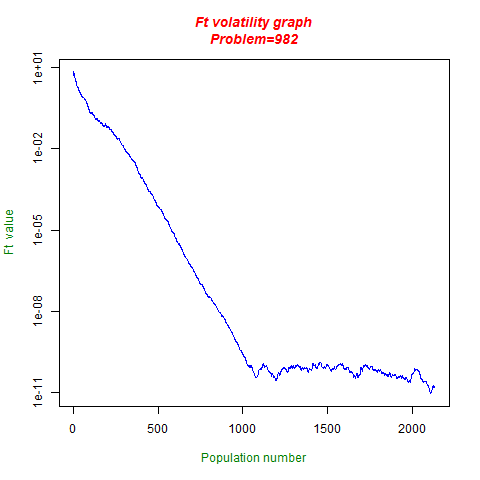 Ft volatility graph
Problem=982
1e+01
1e-02
1e-05
1e-08
1e-11
Ft value
0 500 1000 1500 2000
Population number